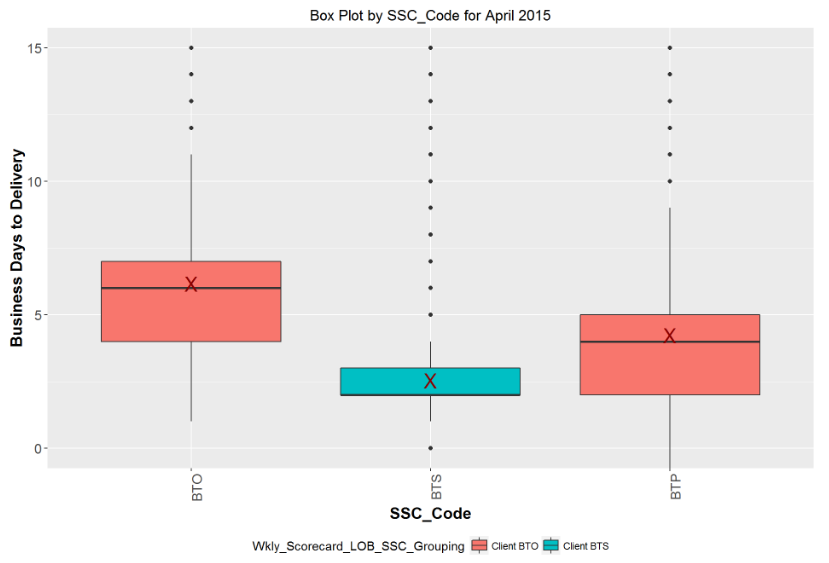 Box Plot by SSC_Code for April 2015
Business Days to Delivery
15
10
5
0
X
X
X
BTO
BTS
BTP
SSC_Code
Wkly_Scorecard_LOB_SSC_Grouping Client BTO Client BTS